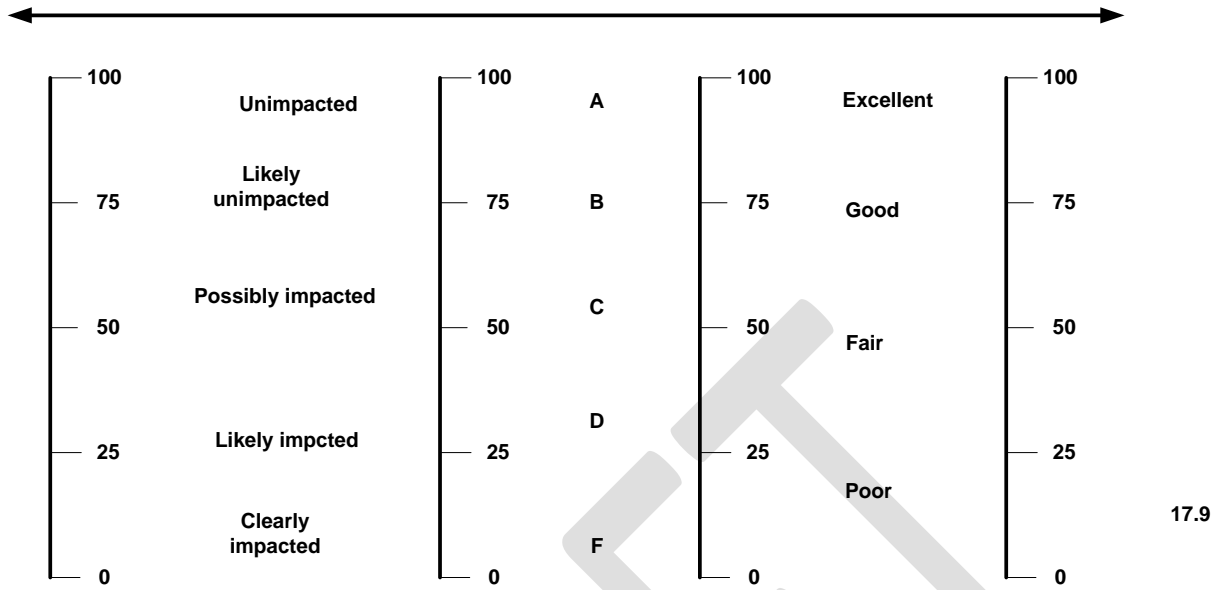 100 100 100 100
Unimpacted A Excellent
Likely
unimpacted
75 75 B 75 Good 75
Possibly impacted C
50 50 50 Fair 50
Likely impcted D
25 25 25 25
Poor
17.9
Clearly
impacted F
0 0 0 0